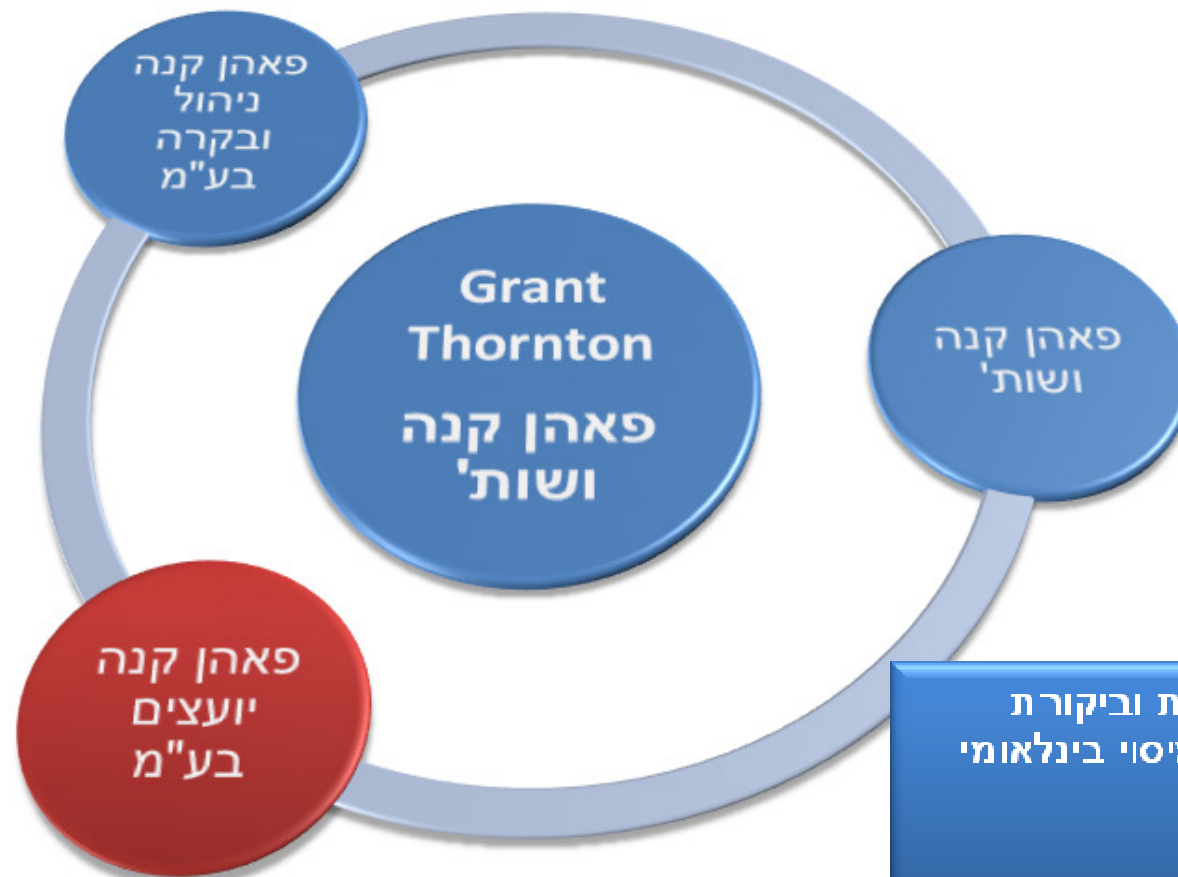 פאהן קנה
ניהול
ובקרה
בע"מ
Grant
Thornton
פאהן קנה
ושות'
פאהן קנה
ושות'
פאהן קנה
יועצים
בע"מ
וביקורת
בינלאומי